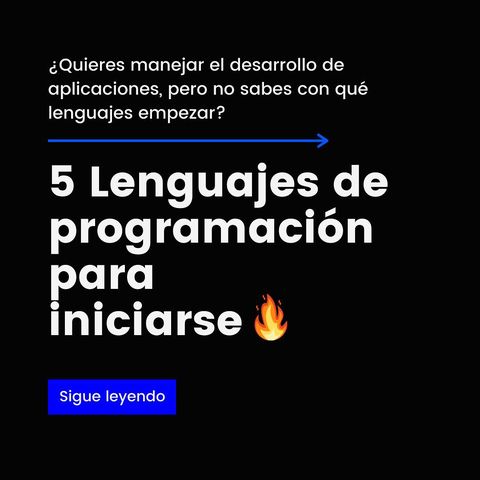 ¿Quieres manejar el desarrollo de
aplicaciones, pero no sabes con qué
lenguajes empezar?
5 Lenguajes de
programación
para
iniciarse🔥
Sigue leyendo